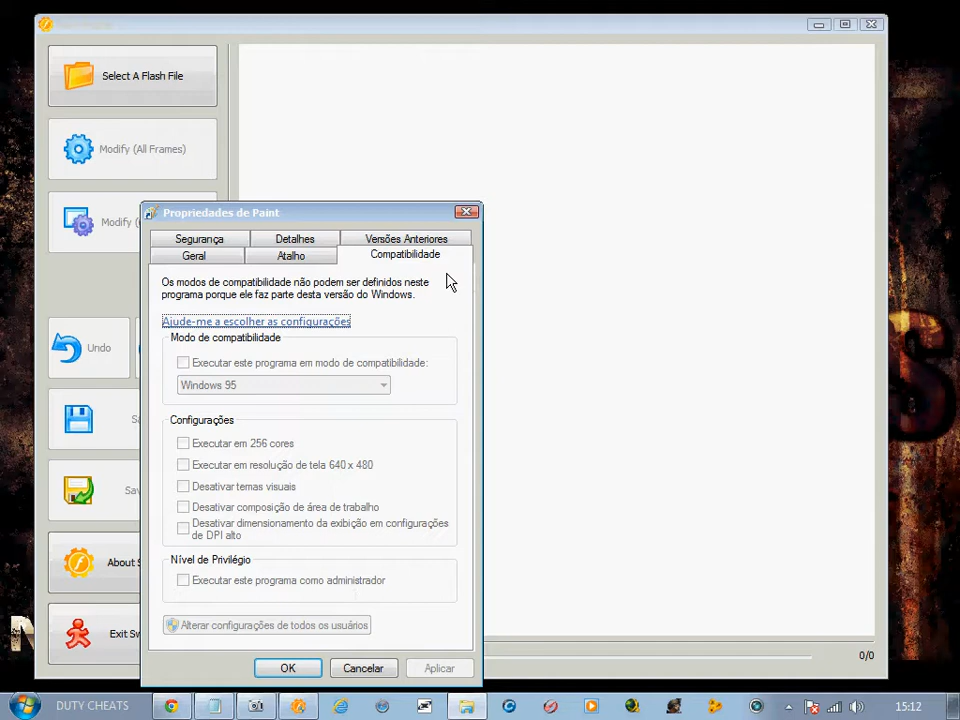 Select A Flash File
Modify (All Frames)
Modify (
Undo
Sa
Sav
About S
Exit Sw
Propriedades de Paint
Segurança Detalhes Versões Anteriores
Geral Atalho Compatibilidade
Os modos de compatibilidade não podem ser definidos neste
programa porque ele faz parte desta versão do Windows.
Ajude-me a escolher as configurações
Modo de compatibilidade
Executar este programa em modo de compatibilidade:
Windows 95
Configurações
Executar em 256 cores
Executar em resolução de tela 640 x 480
Desativar temas visuais
Desativar composição de área de trabalho
Desativar dimensionamento da exibição em configurações
de DPI alto
Nível de Privilégio
Executar este programa como administrador
Alterar configurações de todos os usuários
OK Cancelar Aplicar
0/0
DUTY CHEATS
15:12